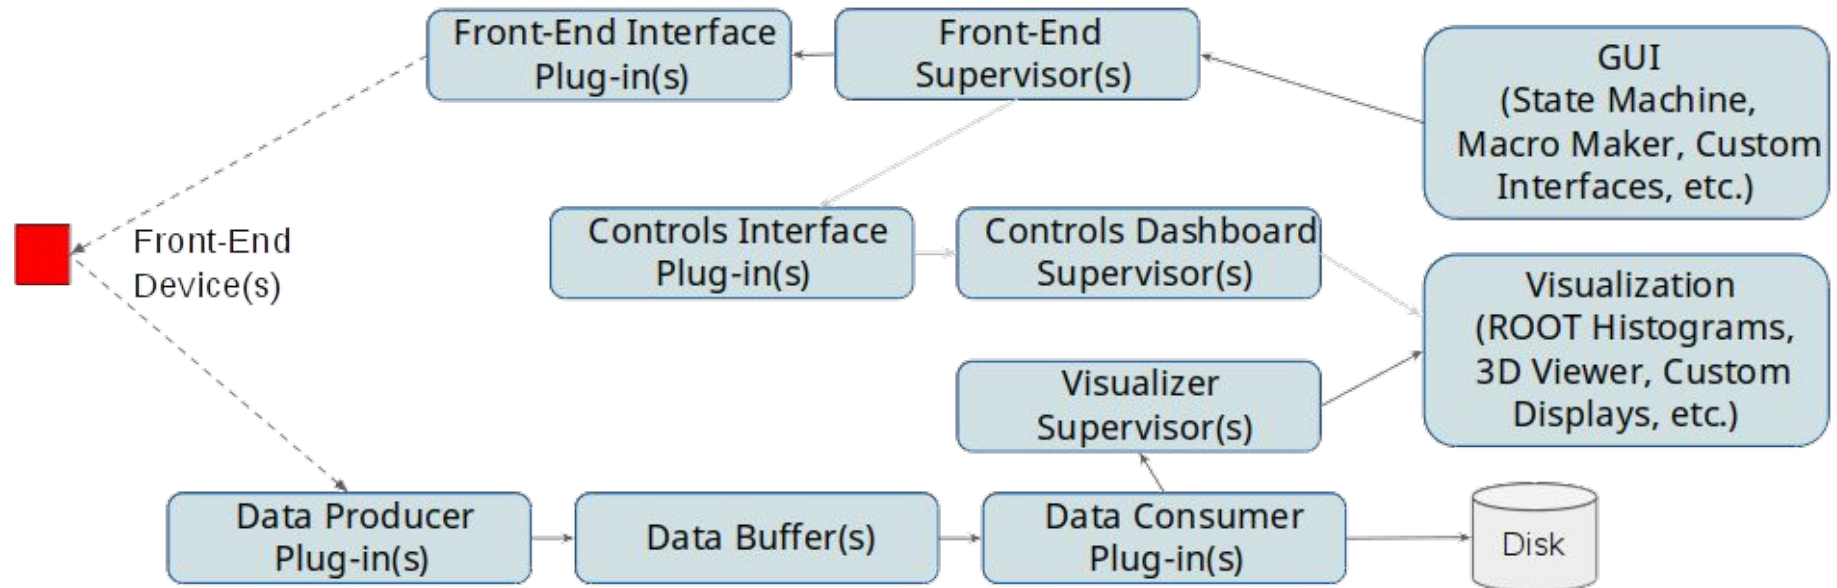 Front-End Interface
Plug-in(s)
Front-End
Supervisor(s)
GUI
(State Machine,
Macro Maker, Custom
Interfaces, etc.)
Front-End
Device(s)
Controls Interface
Plug-in(s)
Controls Dashboard
Supervisor(s)
Visualization
(ROOT Histograms,
3D Viewer, Custom
Displays, etc.)
Visualizer
Supervisor(s)
Data Producer
Plug-in(s)
Data Buffer(s)
Data Consumer
Plug-in(s)
Disk